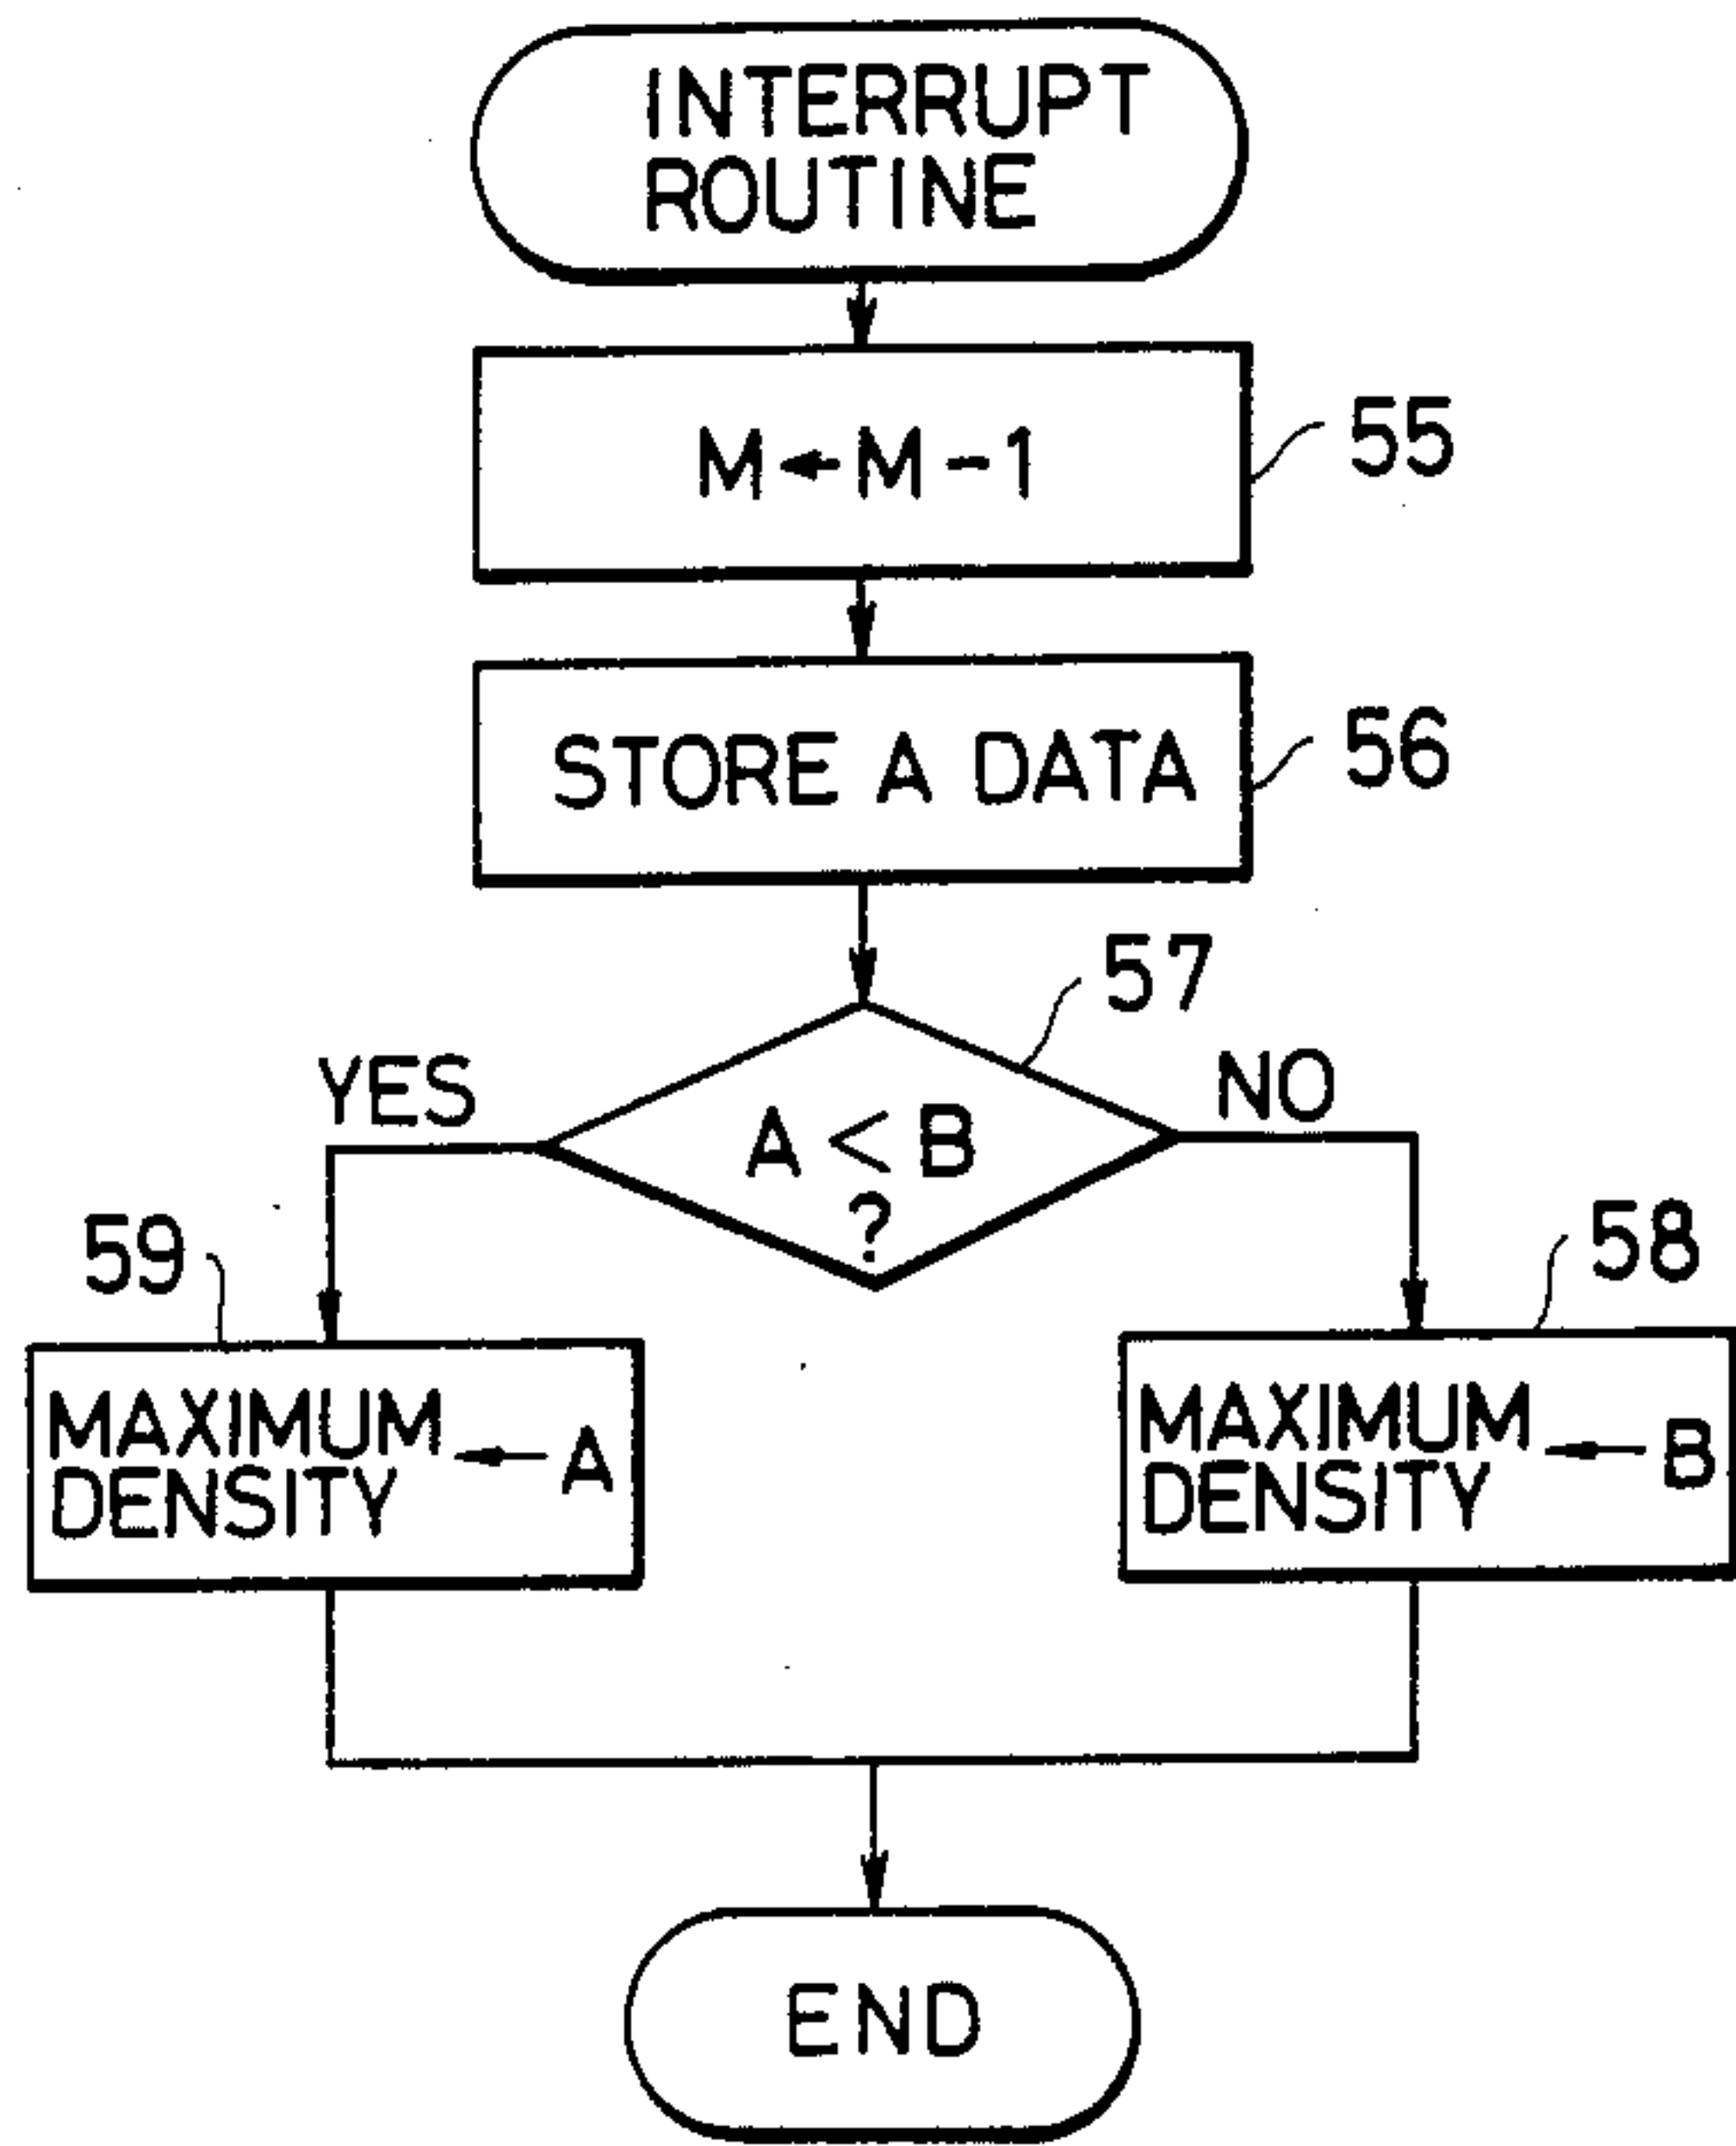 INTERRUPT
ROUTINE
M←M-1
55
STORE A DATA
56
57
YES
NO
A<B
?
59
58
MAXIMUM
DENSITY ← A
MAXIMUM
DENSITY ← B
END